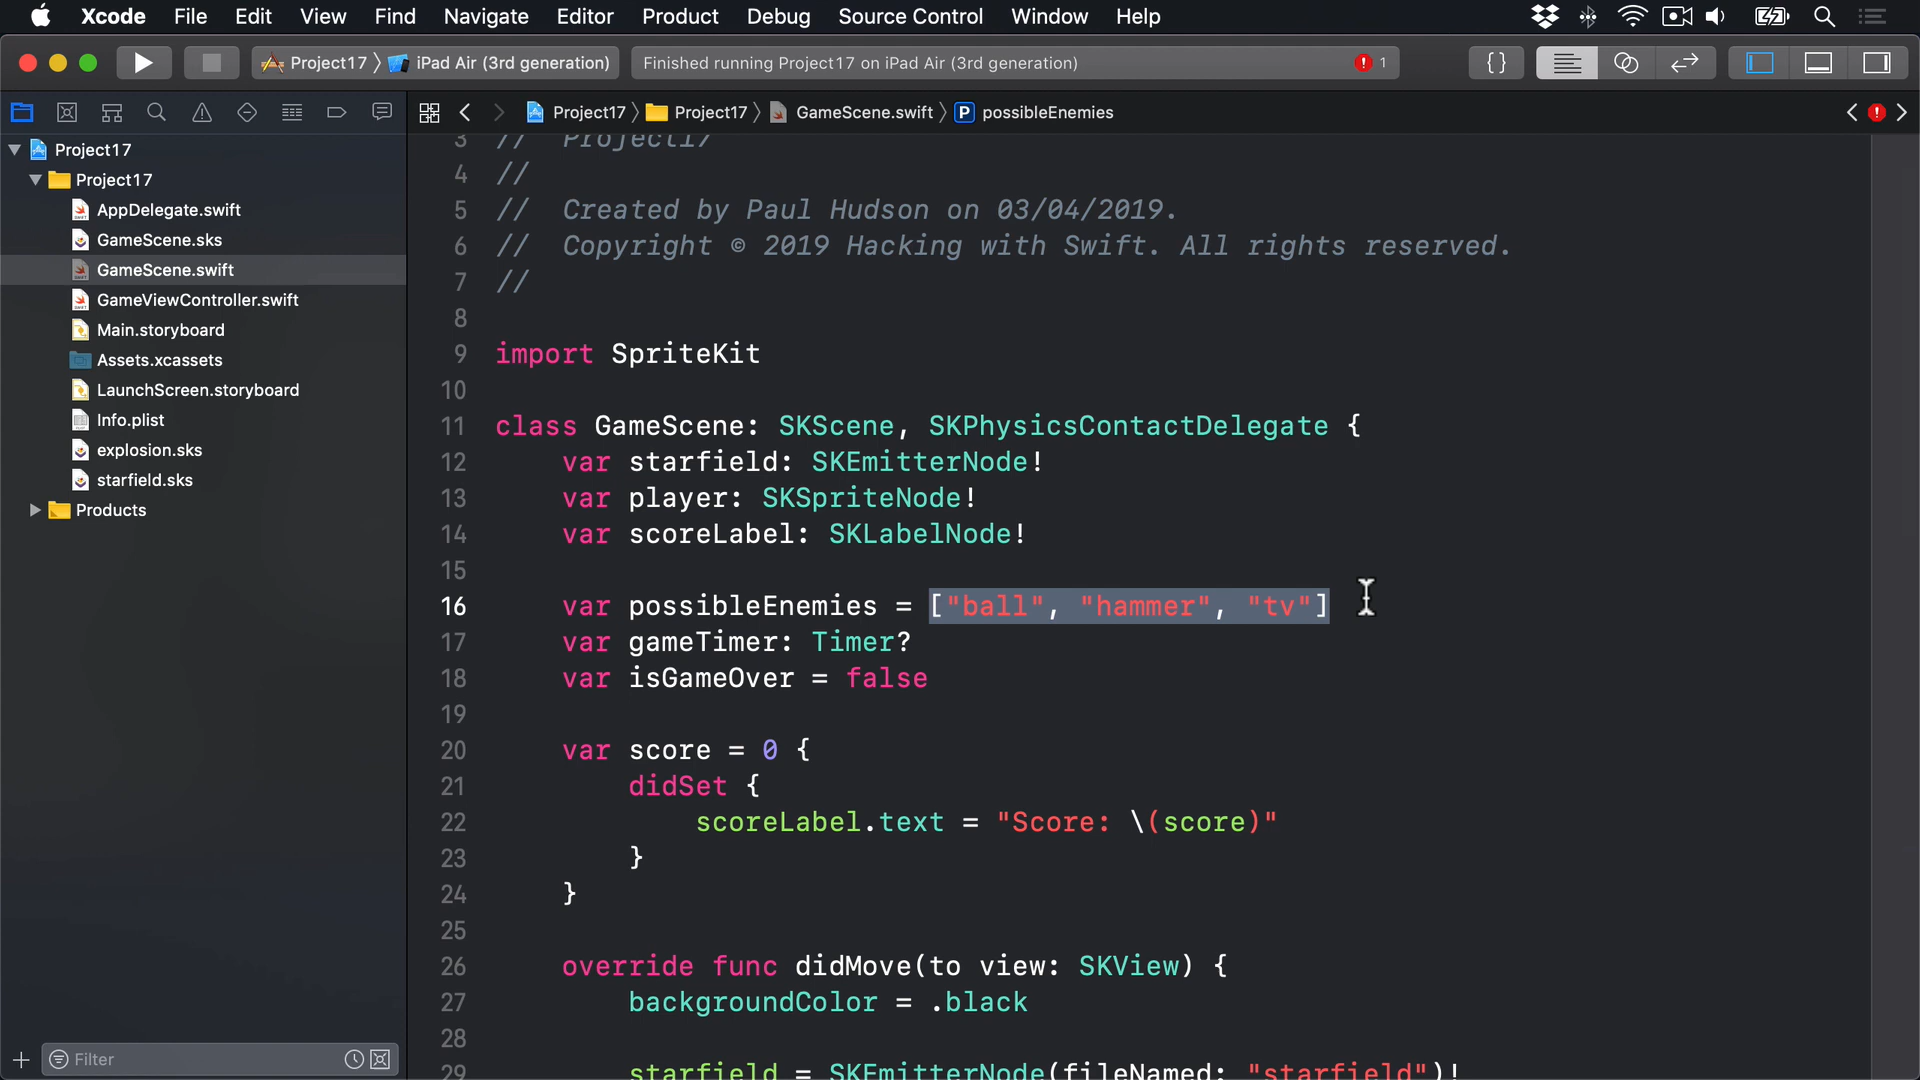 Xcode File Edit View Find Navigate Editor Product Debug Source Control Window Help
Project17 iPad Air (3rd generation) Finished running Project17 on iPad Air (3rd generation) 1
Project17 Project17 GameScene.swift P possibleEnemies
Project17
Project17
AppDelegate.swift
GameScene.sks
GameScene.swift
GameViewController.swift
Main.storyboard
Assets.xcassets
LaunchScreen.storyboard
Info.plist
explosion.sks
starfield.sks
Products
Filter
3 // Project17
4 //
5 // Created by Paul Hudson on 03/04/2019.
6 // Copyright © 2019 Hacking with Swift. All rights reserved.
7 //
8
9 import SpriteKit
10
11 class GameScene: SKScene, SKPhysicsContactDelegate {
12 var starfield: SKEmitterNode!
13 var player: SKSpriteNode!
14 var scoreLabel: SKLabelNode!
15
16 var possibleEnemies = ["ball", "hammer", "tv"]
17 var gameTimer: Timer?
18 var isGameOver = false
19
20 var score = 0 {
21 didSet {
22 scoreLabel.text = "Score: \(score)"
23 }
24 }
25
26 override func didMove(to view: SKView) {
27 backgroundColor = .black
28
29 starfield = SKEmitterNode(fileNamed: "starfield")!